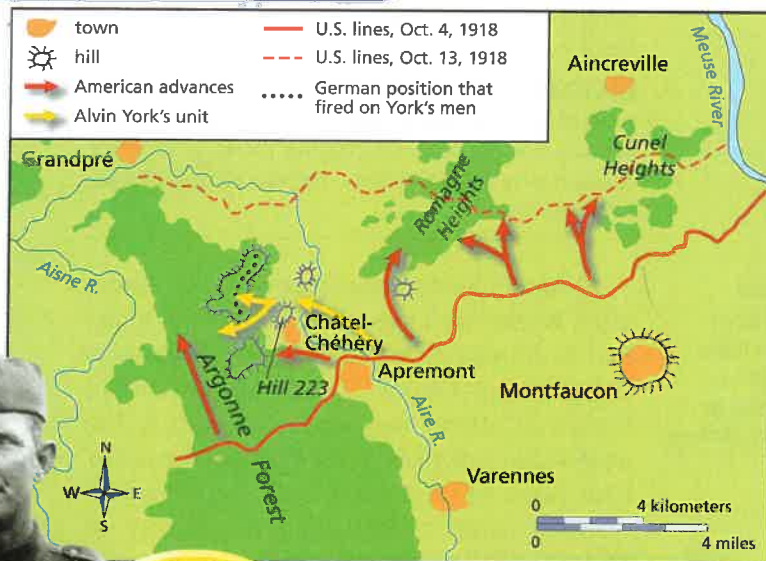 town
hill
American advances
Alvin York's unit
U.S. lines, Oct. 4, 1918
U.S. lines, Oct. 13, 1918
German position that
fired on York's men
Meuse River
Aincreville
Grandpré
Cunel
Heights
Romagne
Heights
Aisne R.
Châtel-
Chéhéry
Argonne
Forest
Hill 223
Apremont
Montfaucon
Aire R.
Varennes
N
W
E
S
0 4 kilometers
0 4 miles